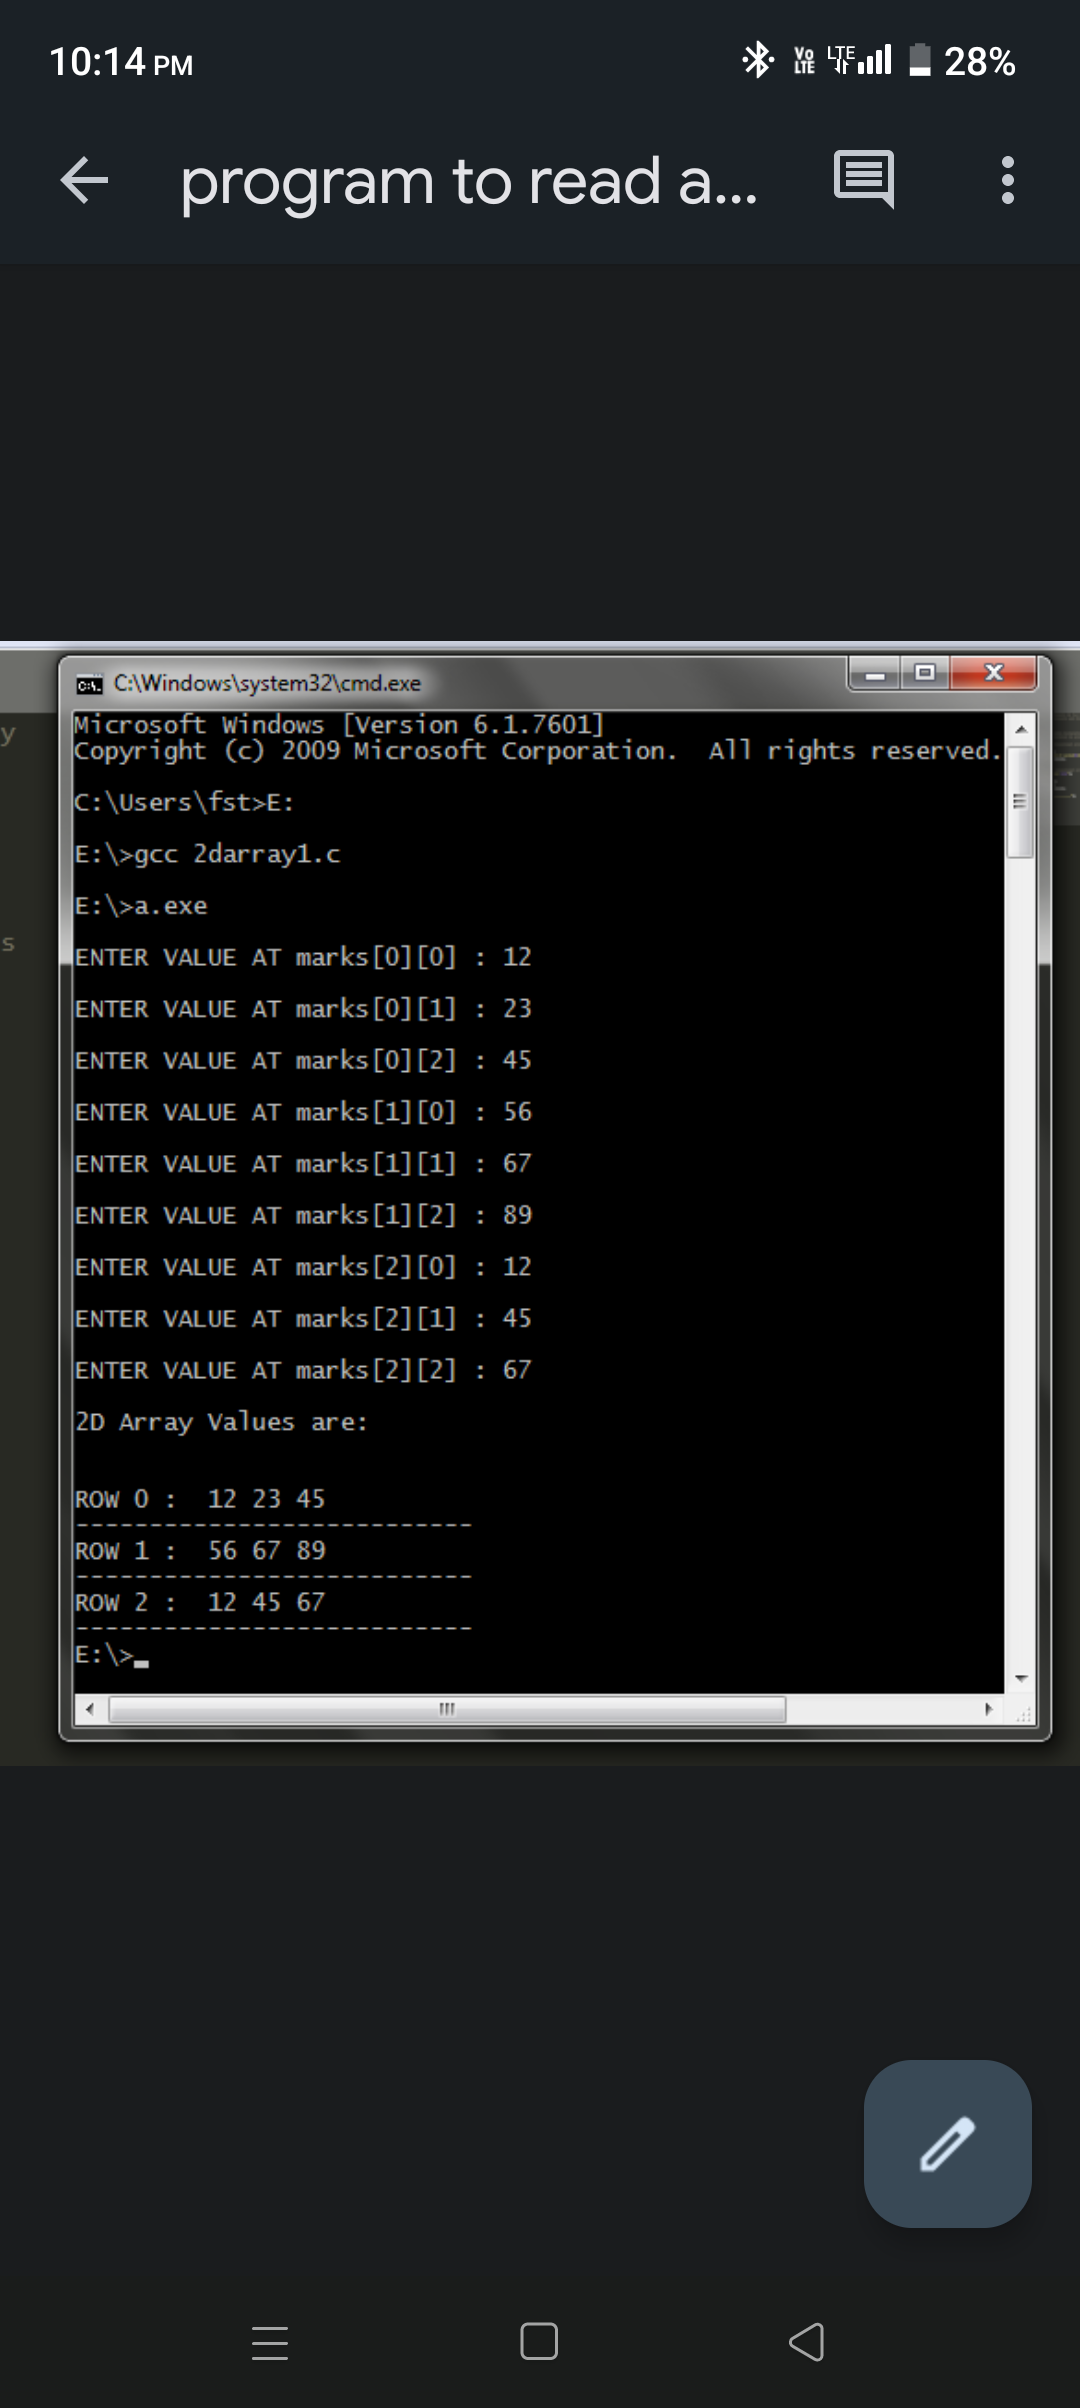 10:14 PM
Vo LTE LTE 28%
program to read a...
C:\Windows\system32\cmd.exe
Microsoft Windows [Version 6.1.7601]
Copyright (c) 2009 Microsoft Corporation.  All rights reserved.
C:\Users\fst>E:
E:\>gcc 2darray1.c
E:\>a.exe
ENTER VALUE AT marks[0][0] : 12
ENTER VALUE AT marks[0][1] : 23
ENTER VALUE AT marks[0][2] : 45
ENTER VALUE AT marks[1][0] : 56
ENTER VALUE AT marks[1][1] : 67
ENTER VALUE AT marks[1][2] : 89
ENTER VALUE AT marks[2][0] : 12
ENTER VALUE AT marks[2][1] : 45
ENTER VALUE AT marks[2][2] : 67
2D Array Values are:
ROW 0 :  12 23 45
---------------------------
ROW 1 :  56 67 89
---------------------------
ROW 2 :  12 45 67
---------------------------
E:\>_
y
s